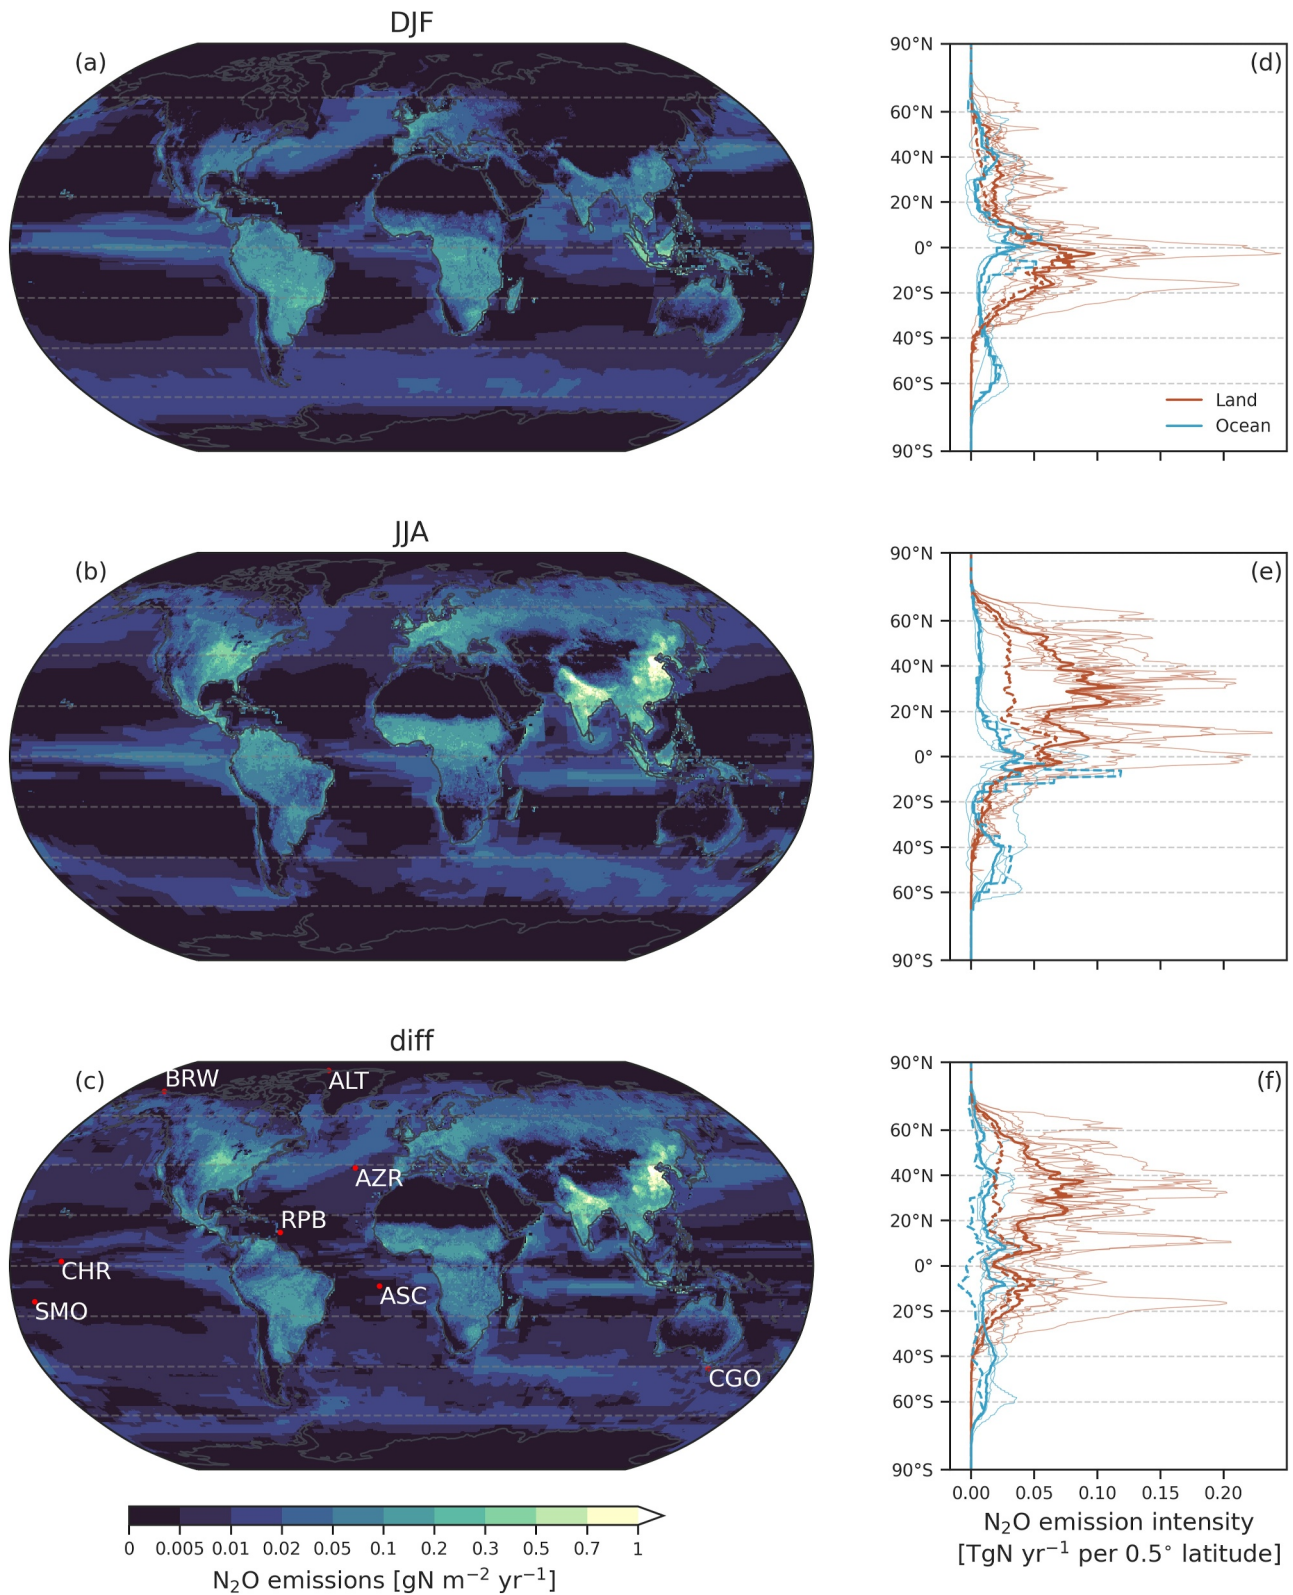 DJF
(a)
90°N
60°N
40°N
20°N
0°
20°S
40°S
60°S
90°S
(d)
Land
Ocean
JJA
(b)
90°N
60°N
40°N
20°N
0°
20°S
40°S
60°S
90°S
(e)
diff
(c)
BRW
ALT
AZR
RPB
CHR
ASC
SMO
CGO
0 0.005 0.01 0.02 0.05 0.1 0.2 0.3 0.5 0.7 1
N₂O emissions [gN m⁻² yr⁻¹]
90°N
60°N
40°N
20°N
0°
20°S
40°S
60°S
90°S
(f)
0.00 0.05 0.10 0.15 0.20
N₂O emission intensity
[TgN yr⁻¹ per 0.5° latitude]